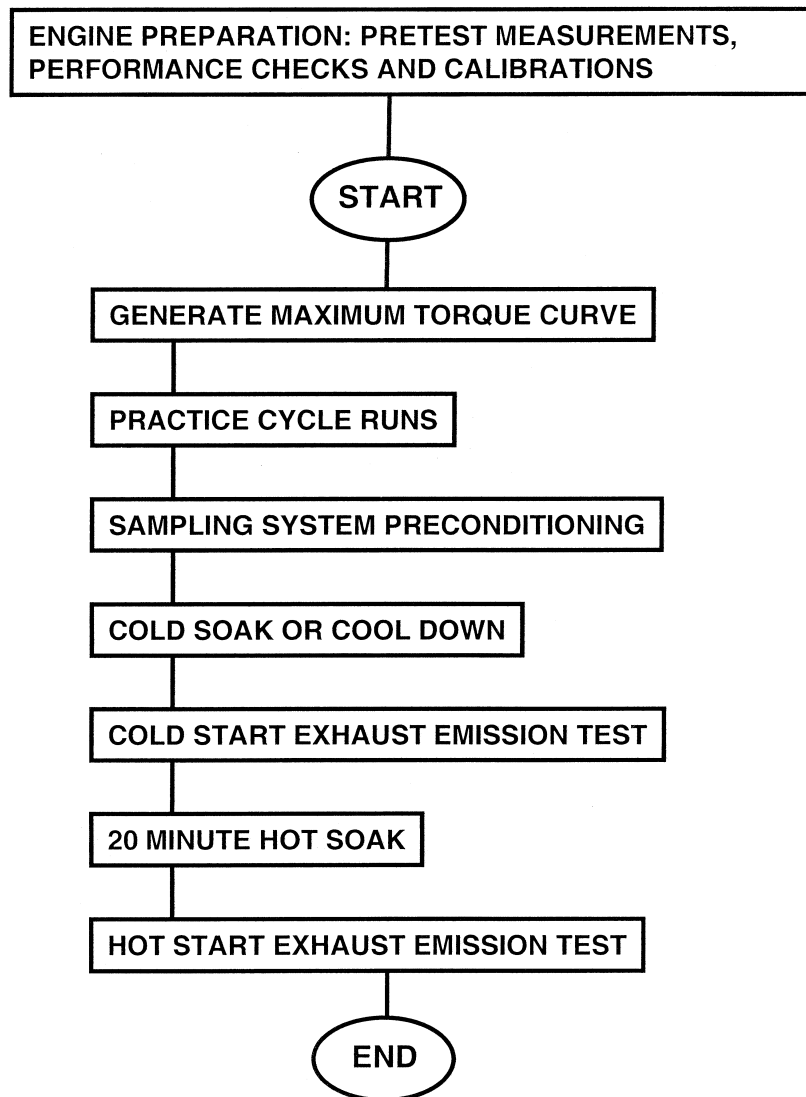 ENGINE PREPARATION: PRETEST MEASUREMENTS,
PERFORMANCE CHECKS AND CALIBRATIONS
START
GENERATE MAXIMUM TORQUE CURVE
PRACTICE CYCLE RUNS
SAMPLING SYSTEM PRECONDITIONING
COLD SOAK OR COOL DOWN
COLD START EXHAUST EMISSION TEST
20 MINUTE HOT SOAK
HOT START EXHAUST EMISSION TEST
END